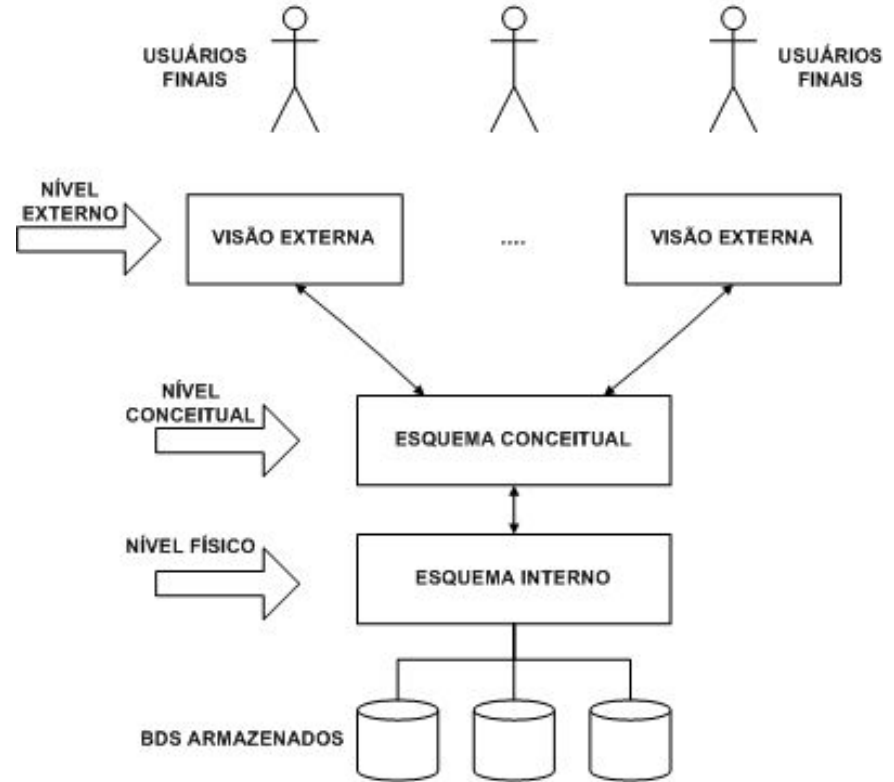 USUÁRIOS
FINAIS
USUÁRIOS
FINAIS
NÍVEL
EXTERNO
VISÃO EXTERNA
....
VISÃO EXTERNA
NÍVEL
CONCEITUAL
ESQUEMA CONCEITUAL
NÍVEL FÍSICO
ESQUEMA INTERNO
BDS ARMAZENADOS